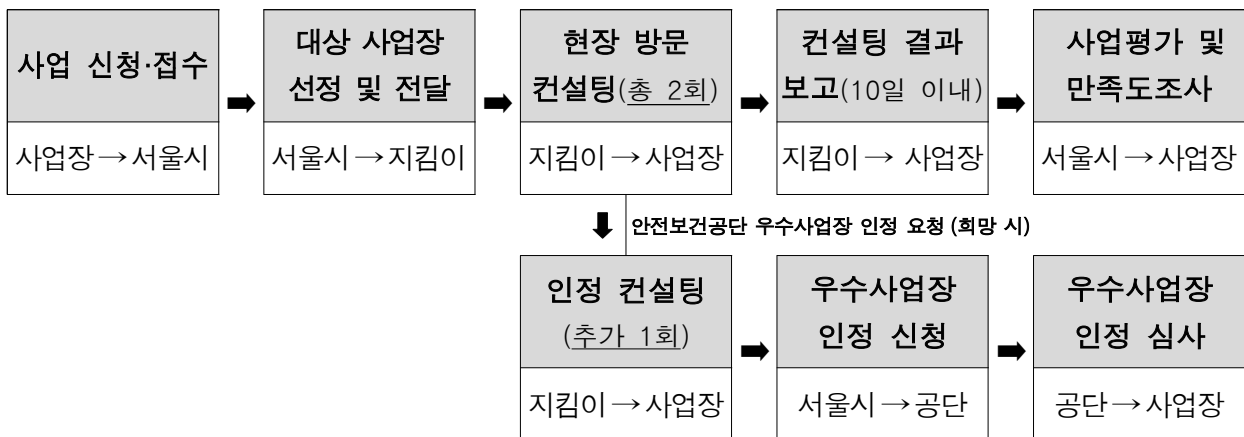 사업 신청·접수
사업장→서울시
대상 사업장
선정 및 전달
서울시→지킴이
현장 방문
컨설팅(총 2회)
지킴이→사업장
컨설팅 결과
보고(10일 이내)
지킴이→ 사업장
사업평가 및
만족도조사
서울시→사업장
안전보건공단 우수사업장 인정 요청 (희망 시)
인정 컨설팅
(추가 1회)
지킴이→사업장
우수사업장
인정 신청
서울시→공단
우수사업장
인정 심사
공단→사업장